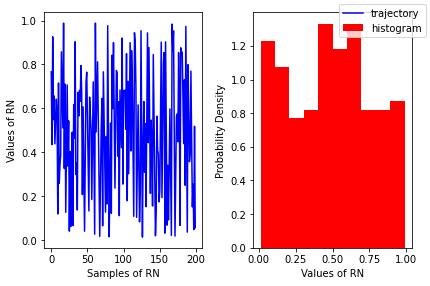 trajectory
histogram
Values of RN
1.0
0.8
0.6
0.4
0.2
0.0
0 50 100 150 200
Samples of RN
Probability Density
1.2
1.0
0.8
0.6
0.4
0.2
0.0
0.00 0.25 0.50 0.75 1.00
Values of RN